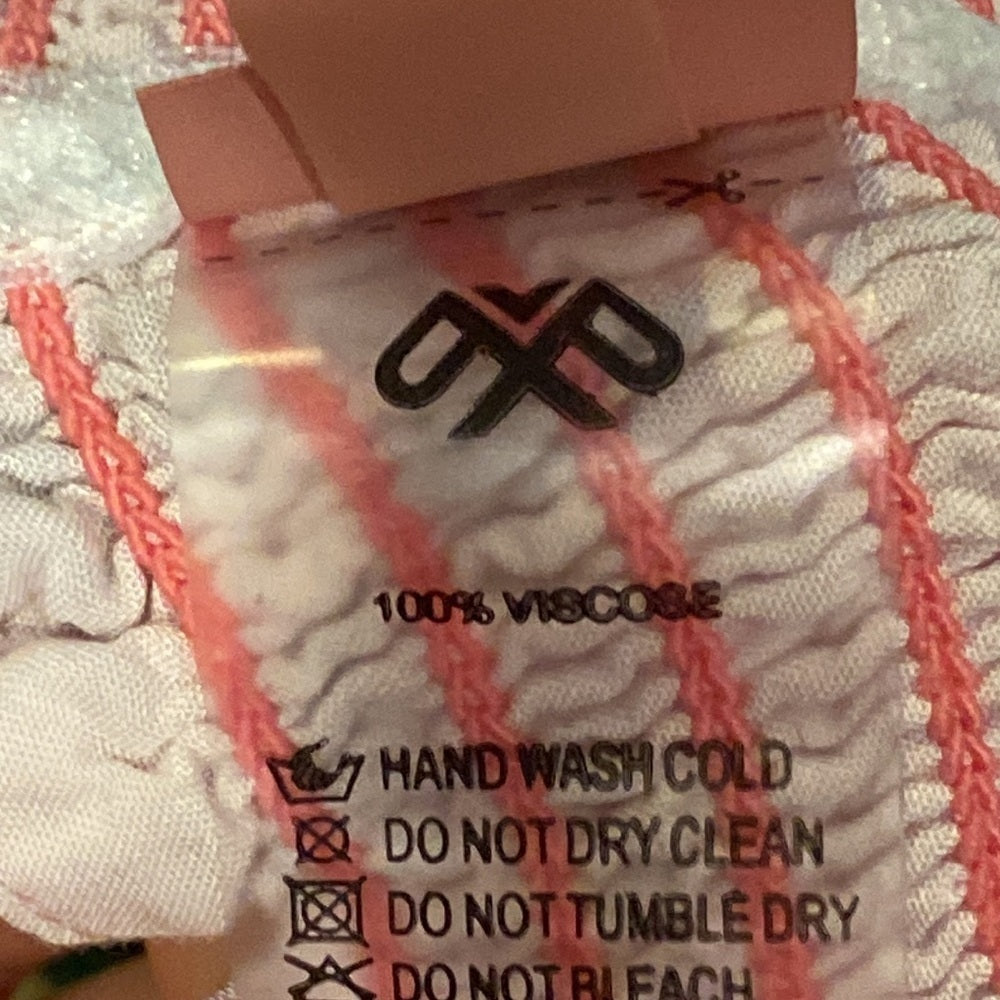 100% VISCOSE
HAND WASH COLD
DO NOT DRY CLEAN
DO NOT TUMBLE DRY
DO NOT BLEACH